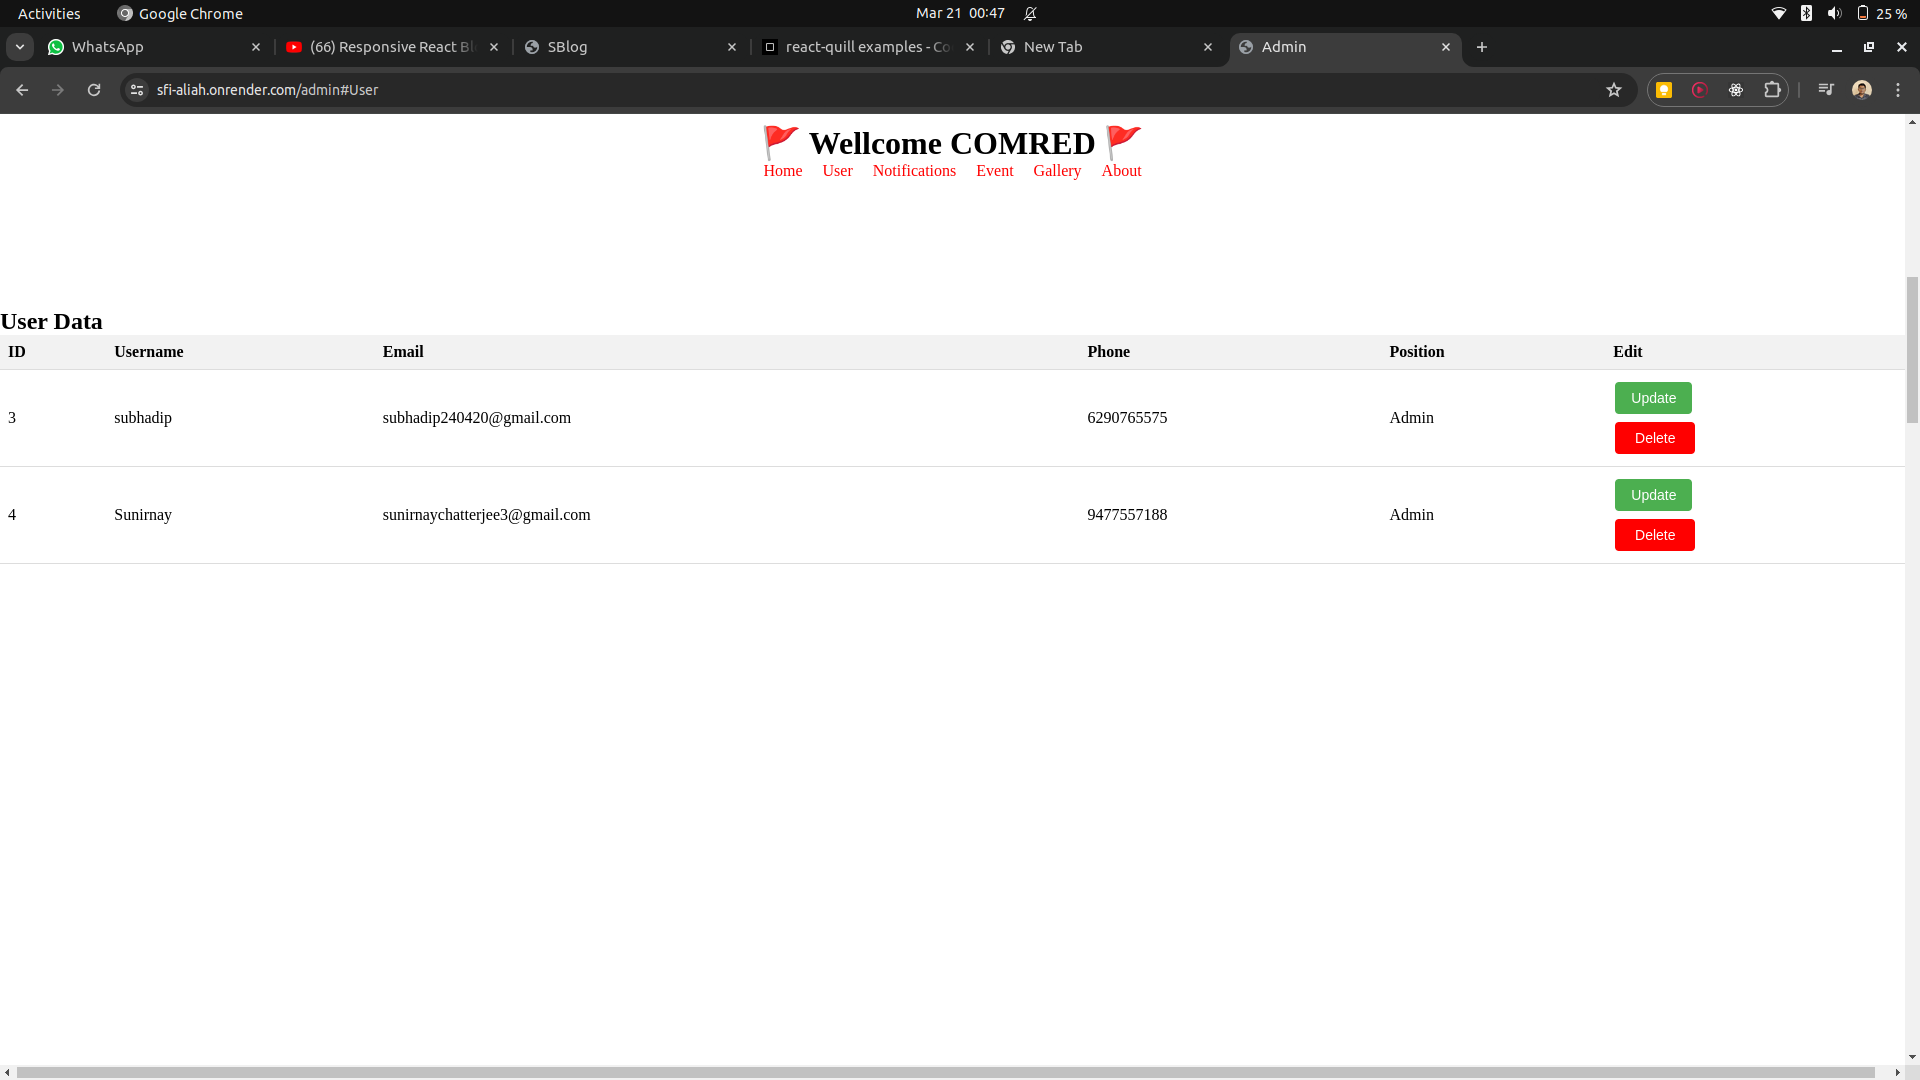 Activities Google Chrome Mar 21 00:47 25 %
WhatsApp (66) Responsive React Bl SBlog react-quill examples - Co New Tab Admin
sfi-aliah.onrender.com/admin#User
Wellcome COMRED
Home User Notifications Event Gallery About
User Data
ID Username Email Phone Position Edit
3 subhadip subhadip240420@gmail.com 6290765575 Admin Update
Delete
4 Sunirnay sunirnaychatterjee3@gmail.com 9477557188 Admin Update
Delete